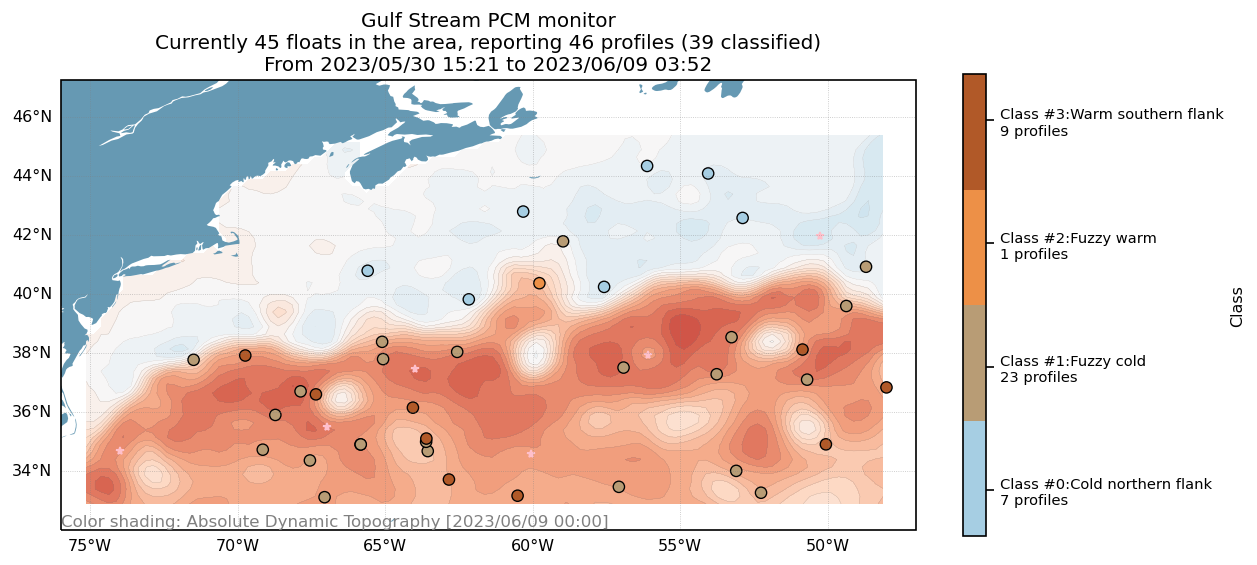 Gulf Stream PCM monitor
Currently 45 floats in the area, reporting 46 profiles (39 classified)
From 2023/05/30 15:21 to 2023/06/09 03:52
46°N
44°N
42°N
40°N
38°N
36°N
34°N
Color shading: Absolute Dynamic Topography [2023/06/09 00:00]
75°W
70°W
65°W
60°W
55°W
50°W
Class #3:Warm southern flank
9 profiles
Class #2:Fuzzy warm
1 profiles
Class #1:Fuzzy cold
23 profiles
Class #0:Cold northern flank
7 profiles
Class